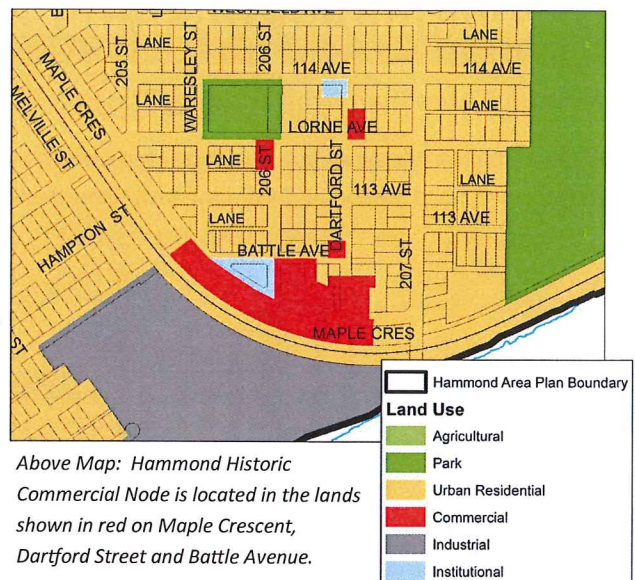 LANE
206 ST
LANE
205 ST
WARESLEY ST
114 AVE
114 AVE
MAPLE CRES
MELVILLE ST
LANE
LANE
LORNE AVE
LANE
206 ST
DARTFORD ST
113 AVE
LANE
LANE
113 AVE
HAMPTON ST
BATTLE AVE
207 ST
MAPLE CRES
ST
Hammond Area Plan Boundary
Land Use
Agricultural
Park
Urban Residential
Commercial
Industrial
Institutional
Above Map: Hammond Historic
Commercial Node is located in the lands
shown in red on Maple Crescent,
Dartford Street and Battle Avenue.